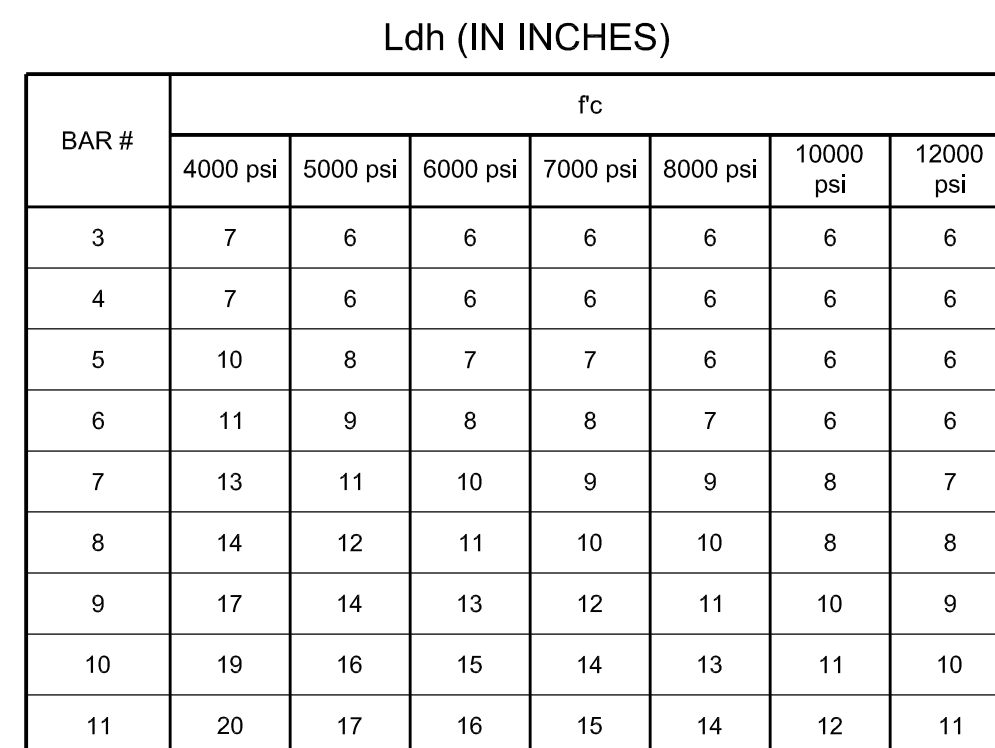 Ldh (IN INCHES)
BAR #
f'c
4000 psi 5000 psi 6000 psi 7000 psi 8000 psi 10000 psi 12000 psi
3 7 6 6 6 6 6 6
4 7 6 6 6 6 6 6
5 10 8 7 7 6 6 6
6 11 9 8 8 7 6 6
7 13 11 10 9 9 8 7
8 14 12 11 10 10 8 8
9 17 14 13 12 11 10 9
10 19 16 15 14 13 11 10
11 20 17 16 15 14 12 11